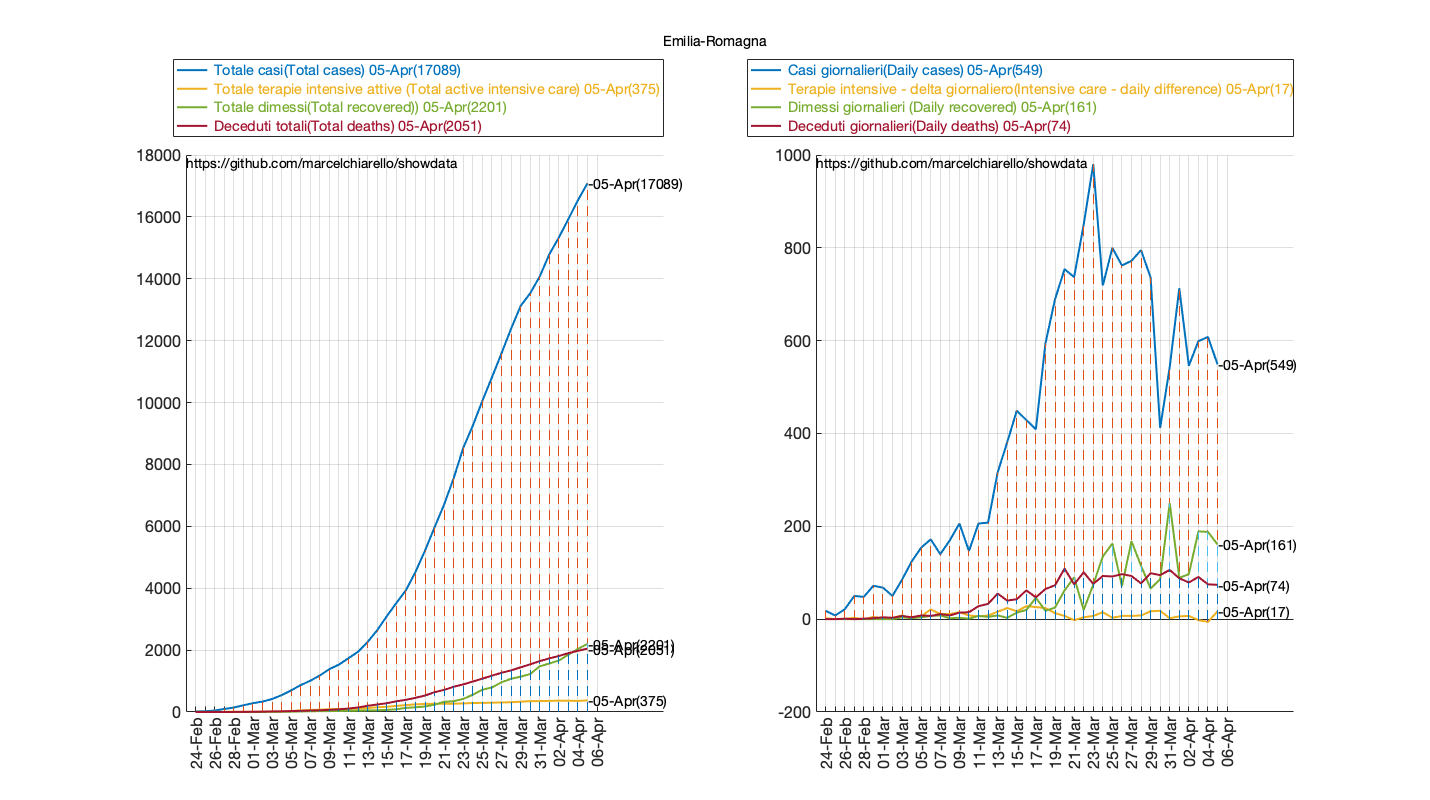 Emilia-Romagna
Totale casi(Total cases) 05-Apr(17089)
Totale terapie intensive attive (Total active intensive care) 05-Apr(375)
Totale dimessi(Total recovered)) 05-Apr(2201)
Deceduti totali(Total deaths) 05-Apr(2051)
https://github.com/marcelchiarello/showdata
18000
16000
14000
12000
10000
8000
6000
4000
2000
0
-05-Apr(17089)
-05-Apr(2201)
-05-Apr(2051)
-05-Apr(375)
24-Feb
26-Feb
28-Feb
01-Mar
03-Mar
05-Mar
07-Mar
09-Mar
11-Mar
13-Mar
15-Mar
17-Mar
19-Mar
21-Mar
23-Mar
25-Mar
27-Mar
29-Mar
31-Mar
02-Apr
04-Apr
06-Apr
Casi giornalieri(Daily cases) 05-Apr(549)
Terapie intensive - delta giornaliero(Intensive care - daily difference) 05-Apr(17)
Dimessi giornalieri (Daily recovered) 05-Apr(161)
Deceduti giornalieri(Daily deaths) 05-Apr(74)
https://github.com/marcelchiarello/showdata
1000
800
600
400
200
0
-200
-05-Apr(549)
-05-Apr(161)
-05-Apr(74)
-05-Apr(17)
24-Feb
26-Feb
28-Feb
01-Mar
03-Mar
05-Mar
07-Mar
09-Mar
11-Mar
13-Mar
15-Mar
17-Mar
19-Mar
21-Mar
23-Mar
25-Mar
27-Mar
29-Mar
31-Mar
02-Apr
04-Apr
06-Apr